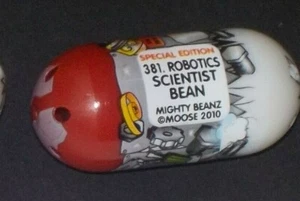 SPECIAL EDITION
381. ROBOTICS
SCIENTIST
BEAN
MIGHTY BEANZ
©MOOSE 2010